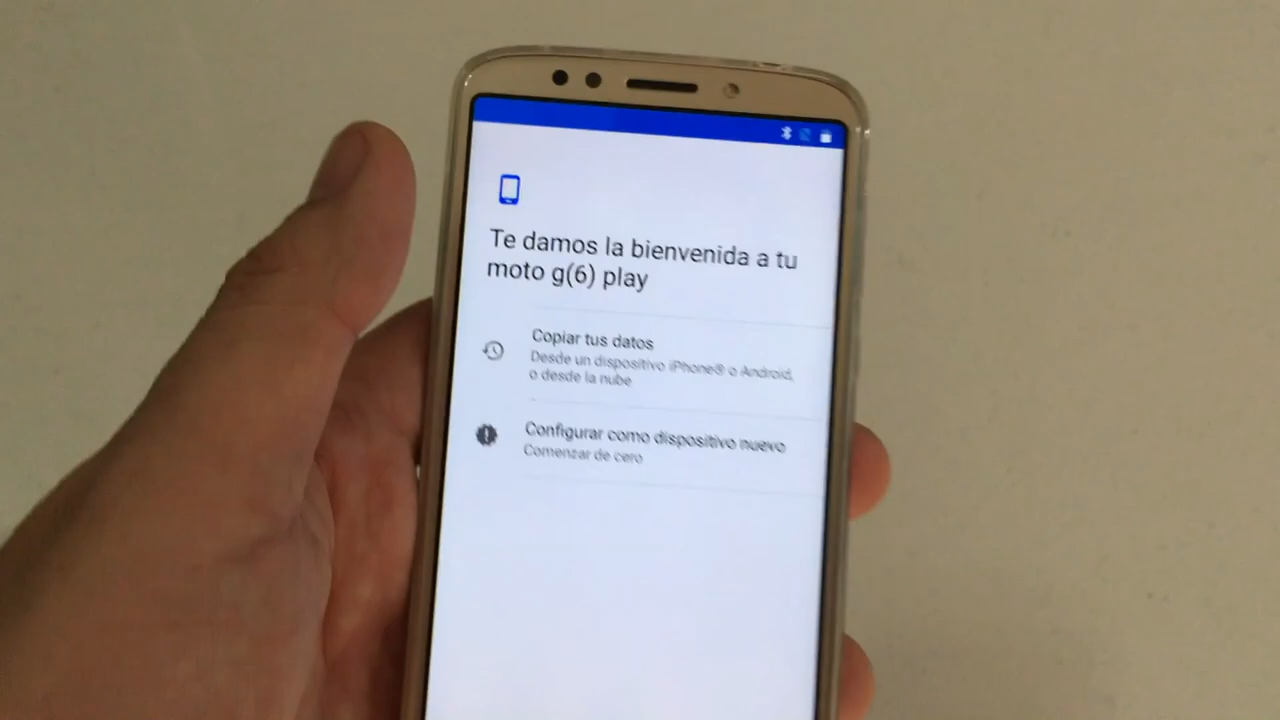 Te damos la bienvenida a tu
moto g(6) play
Copiar tus datos
Desde un dispositivo iPhone® o Android,
o desde la nube
Configurar como dispositivo nuevo
Comenzar de cero